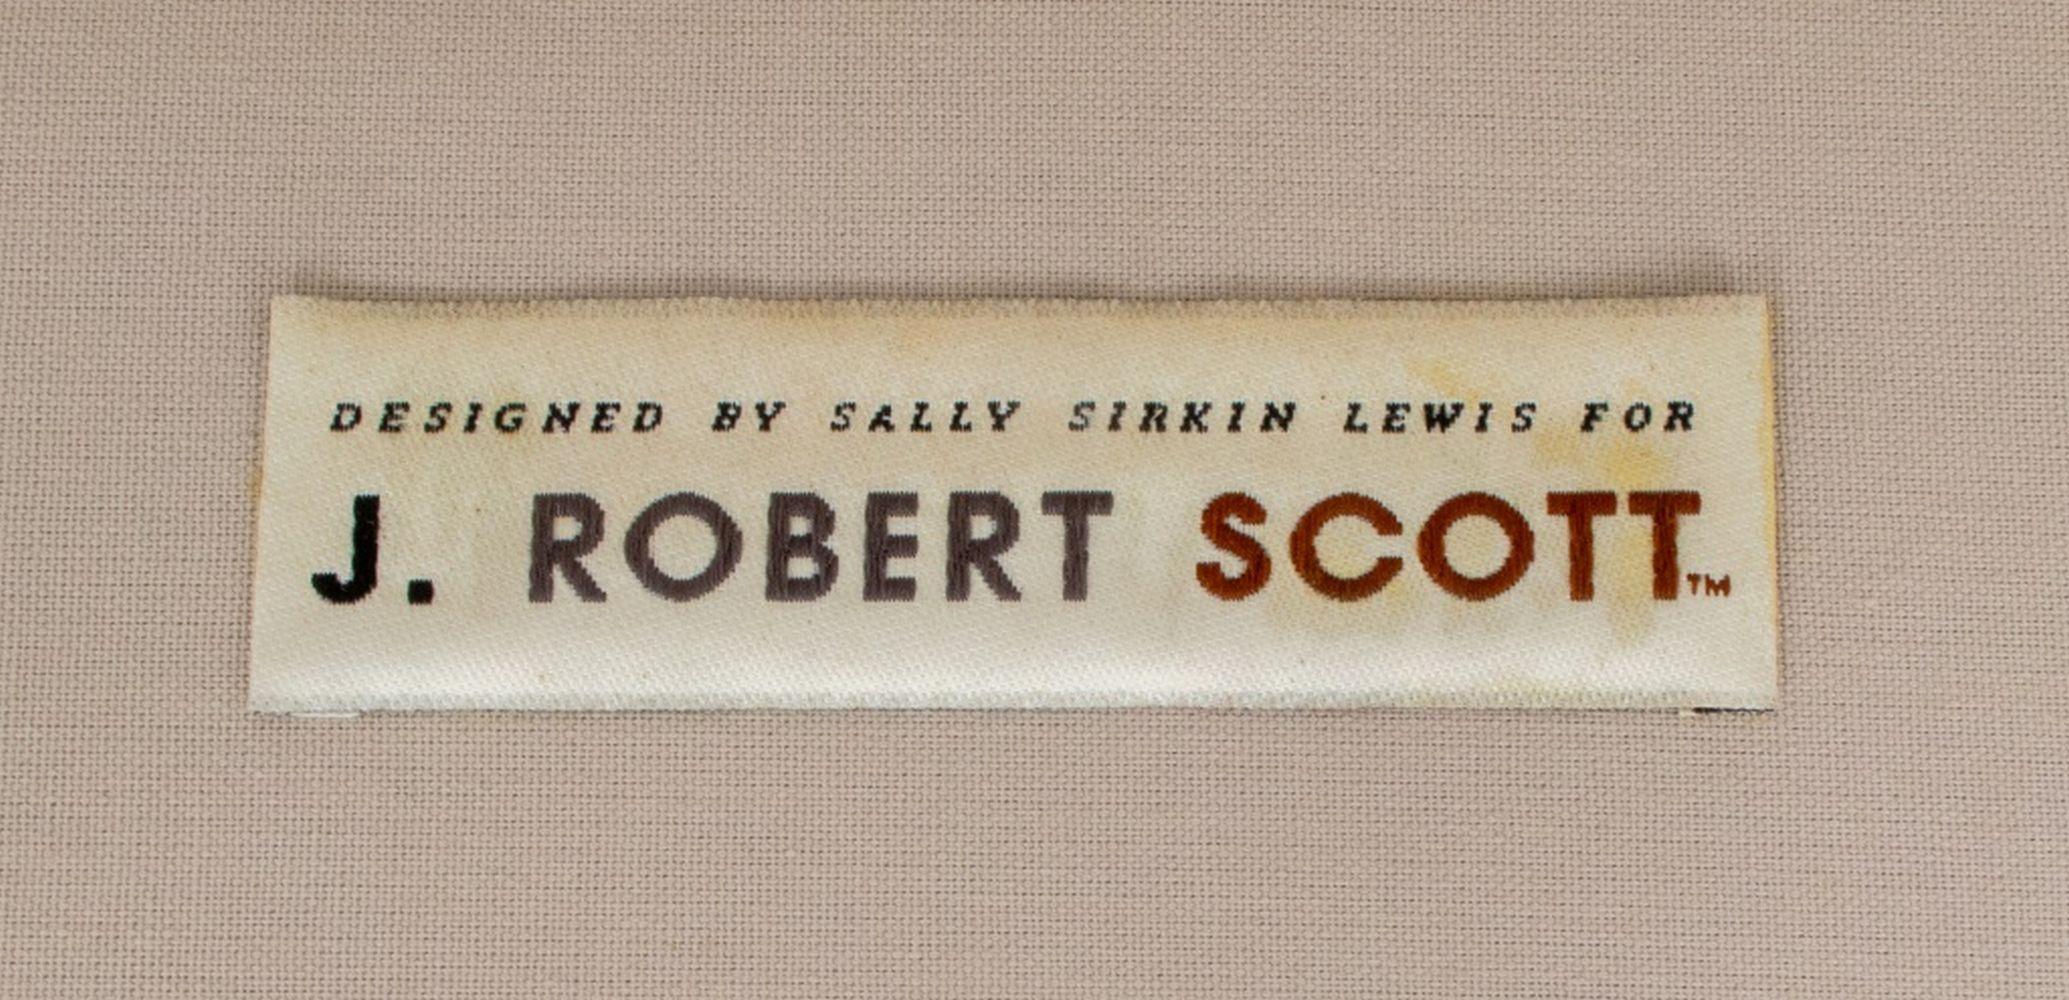 DESIGNED BY SALLY SIRKIN LEWIS FOR
J. ROBERT SCOTT™